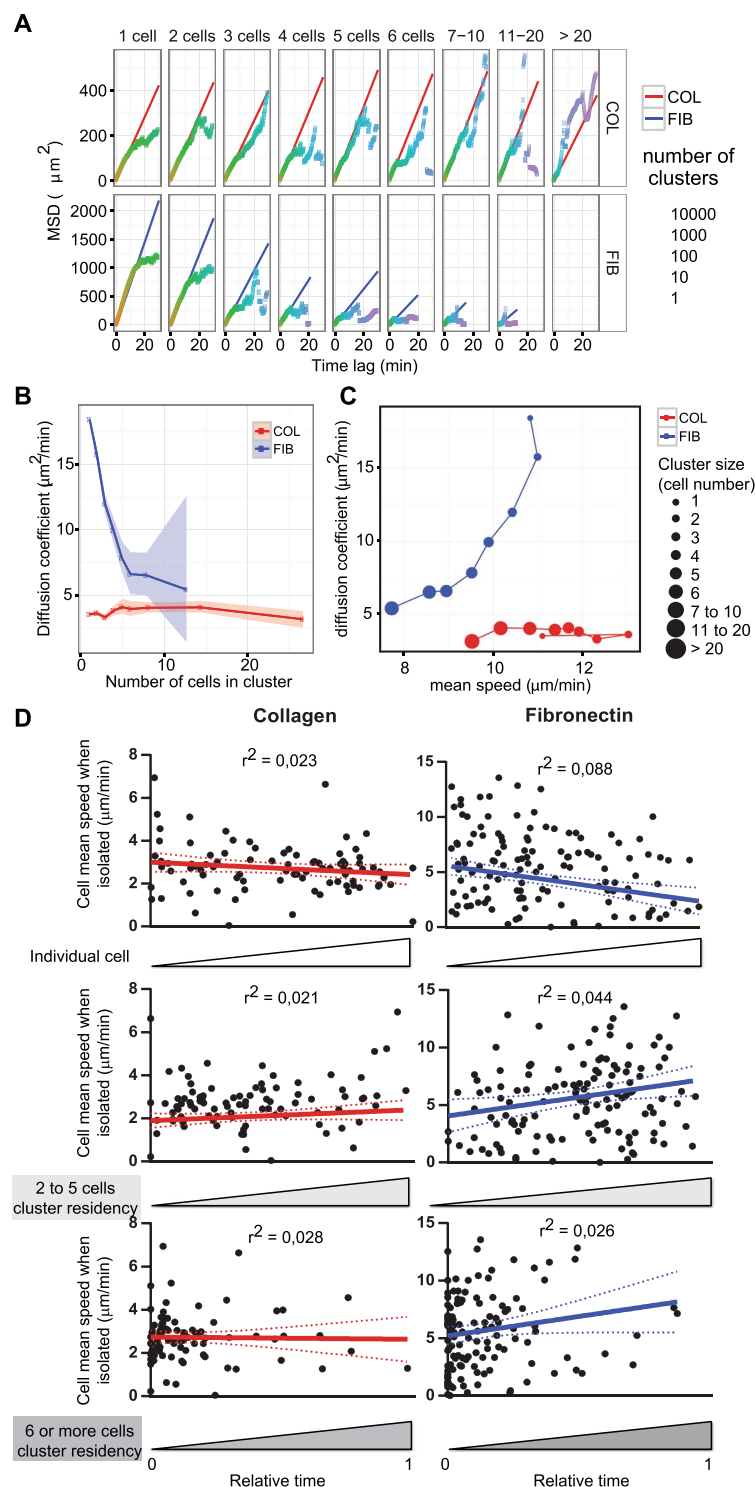 A
1 cell 2 cells 3 cells 4 cells 5 cells 6 cells 7−10 11−20 > 20
400
200
0
COL
2000
1500
1000
500
0
FIB
MSD ( μm²)
0 20 0 20 0 20 0 20 0 20 0 20 0 20 0 20 0 20
Time lag (min)
COL
FIB
number of
clusters
10000
1000
100
10
1
B
Diffusion coefficient (μm²/min)
15
10
5
0 10 20
Number of cells in cluster
COL
FIB
C
diffusion coefficient (μm²/min)
15
10
5
8 10 12
mean speed (μm/min)
COL
FIB
Cluster size
(cell number)
1
2
3
4
5
6
7 to 10
11 to 20
> 20
D
Collagen
Fibronectin
Cell mean speed when
isolated (μm/min)
8
6
4
2
0
r² = 0,023
15
10
5
0
r² = 0,088
Individual cell
Cell mean speed when
isolated (μm/min)
8
6
4
2
0
r² = 0,021
15
10
5
0
r² = 0,044
2 to 5 cells
cluster residency
Cell mean speed when
isolated (μm/min)
8
6
4
2
0
r² = 0,028
15
10
5
0
r² = 0,026
6 or more cells
cluster residency
0 1
Relative time
0 1
Relative time